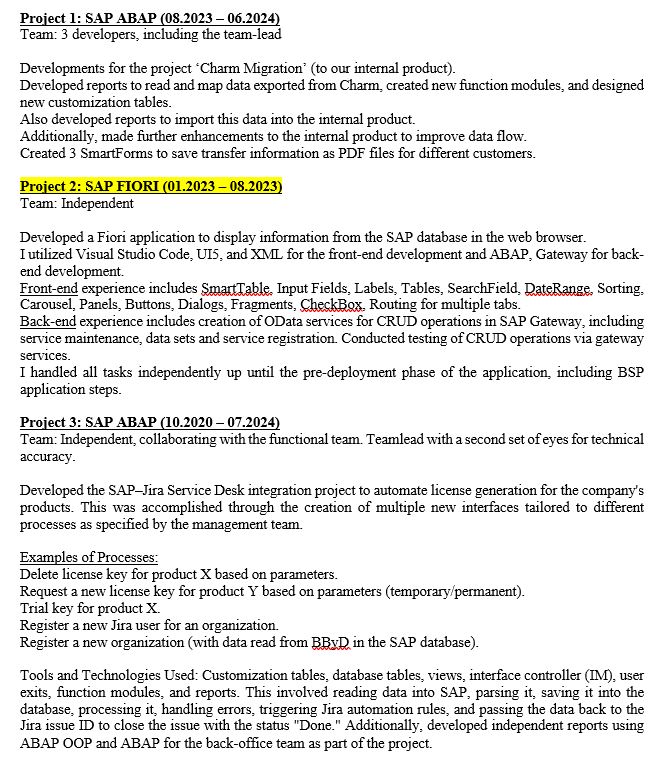 Project 1: SAP ABAP (08.2023 – 06.2024)
Team: 3 developers, including the team-lead
Developments for the project ‘Charm Migration’ (to our internal product).
Developed reports to read and map data exported from Charm, created new function modules, and designed
new customization tables.
Also developed reports to import this data into the internal product.
Additionally, made further enhancements to the internal product to improve data flow.
Created 3 SmartForms to save transfer information as PDF files for different customers.
Project 2: SAP FIORI (01.2023 – 08.2023)
Team: Independent
Developed a Fiori application to display information from the SAP database in the web browser.
I utilized Visual Studio Code, UI5, and XML for the front-end development and ABAP, Gateway for back-
end development.
Front-end experience includes SmartTable, Input Fields, Labels, Tables, SearchField, DateRange, Sorting,
Carousel, Panels, Buttons, Dialogs, Fragments, CheckBox, Routing for multiple tabs.
Back-end experience includes creation of OData services for CRUD operations in SAP Gateway, including
service maintenance, data sets and service registration. Conducted testing of CRUD operations via gateway
services.
I handled all tasks independently up until the pre-deployment phase of the application, including BSP
application steps.
Project 3: SAP ABAP (10.2020 – 07.2024)
Team: Independent, collaborating with the functional team. Teamlead with a second set of eyes for technical
accuracy.
Developed the SAP–Jira Service Desk integration project to automate license generation for the company's
products. This was accomplished through the creation of multiple new interfaces tailored to different
processes as specified by the management team.
Examples of Processes:
Delete license key for product X based on parameters.
Request a new license key for product Y based on parameters (temporary/permanent).
Trial key for product X.
Register a new Jira user for an organization.
Register a new organization (with data read from BByD in the SAP database).
Tools and Technologies Used: Customization tables, database tables, views, interface controller (IM), user
exits, function modules, and reports. This involved reading data into SAP, parsing it, saving it into the
database, processing it, handling errors, triggering Jira automation rules, and passing the data back to the
Jira issue ID to close the issue with the status "Done." Additionally, developed independent reports using
ABAP OOP and ABAP for the back-office team as part of the project.